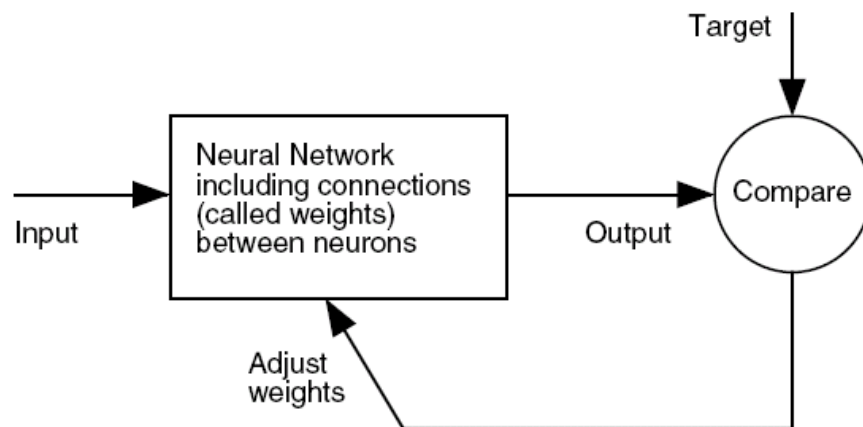 Target
Neural Network
including connections
(called weights)
between neurons
Compare
Input
Output
Adjust
weights